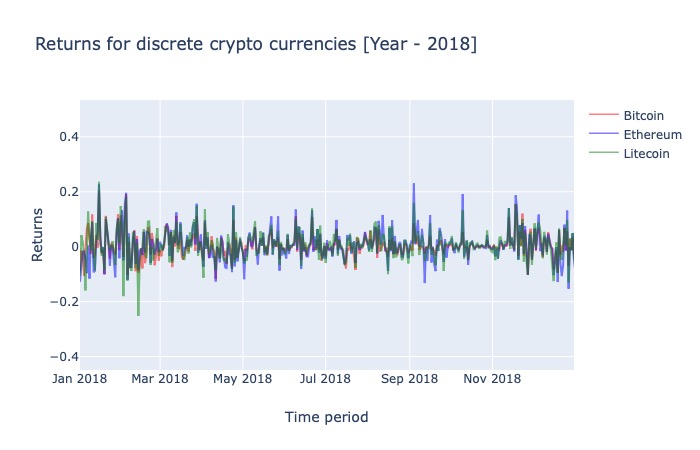 Returns for discrete crypto currencies [Year - 2018]
Bitcoin
Ethereum
Litecoin
Returns
0.4
0.2
0
−0.2
−0.4
Jan 2018 Mar 2018 May 2018 Jul 2018 Sep 2018 Nov 2018
Time period